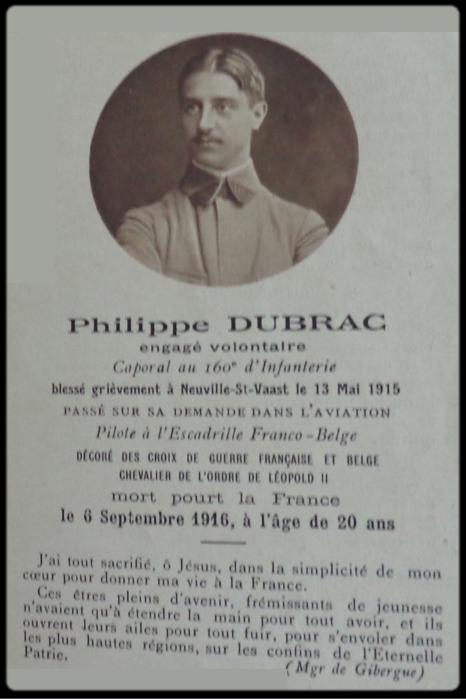 Philippe DUBRAC
engagé volontaire
Caporal au 160e d'Infanterie
blessé grièvement à Neuville-St-Vaast le 13 Mai 1915
PASSÉ SUR SA DEMANDE DANS L'AVIATION
Pilote à l'Escadrille Franco-Belge
DÉCORÉ DES CROIX DE GUERRE FRANÇAISE ET BELGE
CHEVALIER DE L'ORDRE DE LÉOPOLD II
mort pourt la France
le 6 Septembre 1916, à l'âge de 20 ans
J'ai tout sacrifié, ô Jésus, dans la simplicité de mon
cœur pour donner ma vie à la France.
Ces êtres pleins d'avenir, frémissants de jeunesse
n'avaient qu'à étendre la main pour tout avoir, et ils
ouvrent leurs ailes pour tout fuir, pour s'envoler dans
les plus hautes régions, sur les confins de l'Eternelle
Patrie.
(Mgr de Gibergue)